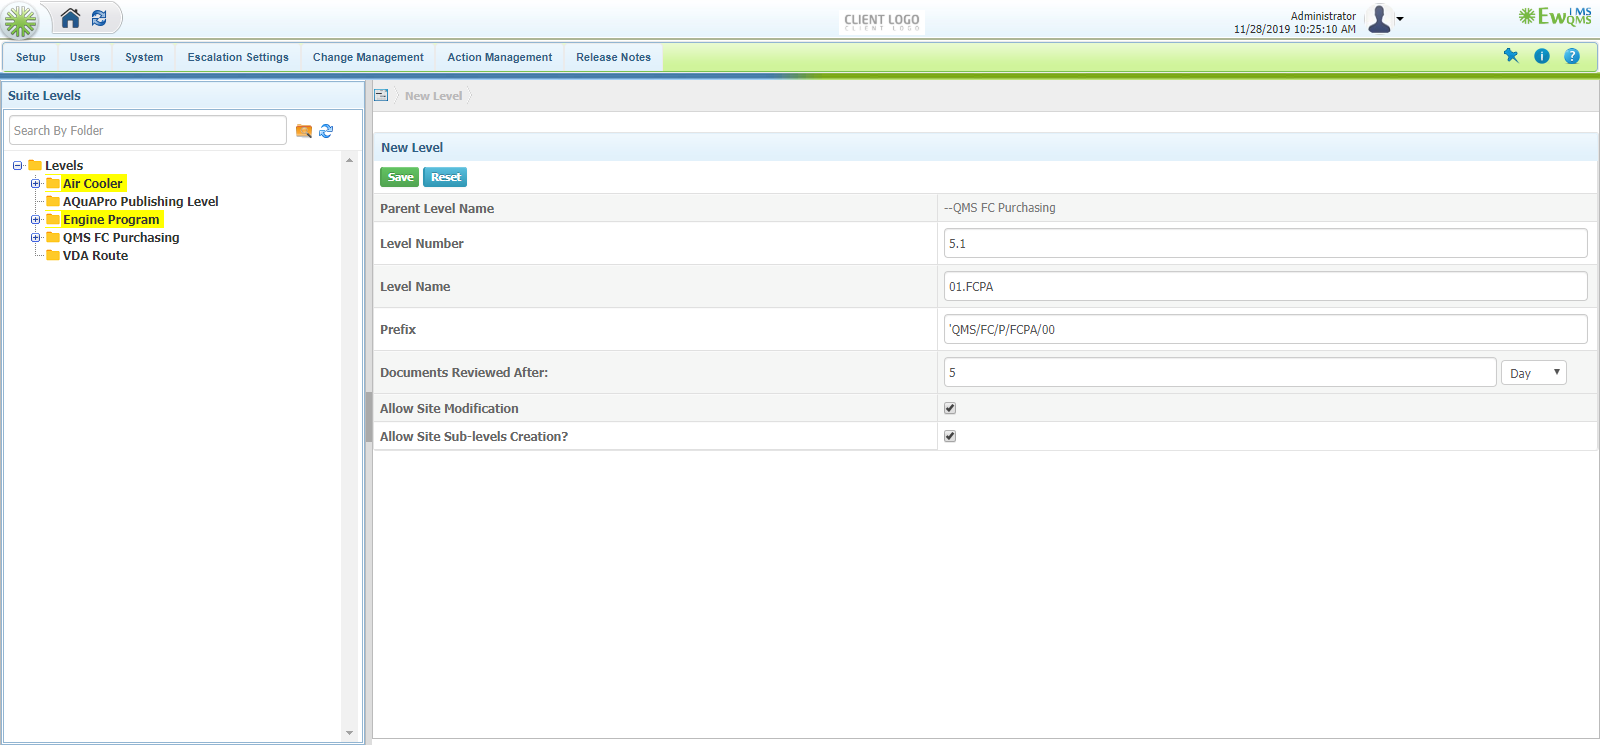 CLIENT LOGO
CLIENT LOGO
Administrator
11/28/2019 10:25:10 AM
EwQMS
IMS
Setup
Users
System
Escalation Settings
Change Management
Action Management
Release Notes
Suite Levels
Search By Folder
Levels
Air Cooler
AQuAPro Publishing Level
Engine Program
QMS FC Purchasing
VDA Route
New Level
New Level
Save
Reset
Parent Level Name
--QMS FC Purchasing
Level Number
5.1
Level Name
01.FCPA
Prefix
'QMS/FC/P/FCPA/00
Documents Reviewed After:
5
Day
Allow Site Modification
Allow Site Sub-levels Creation?